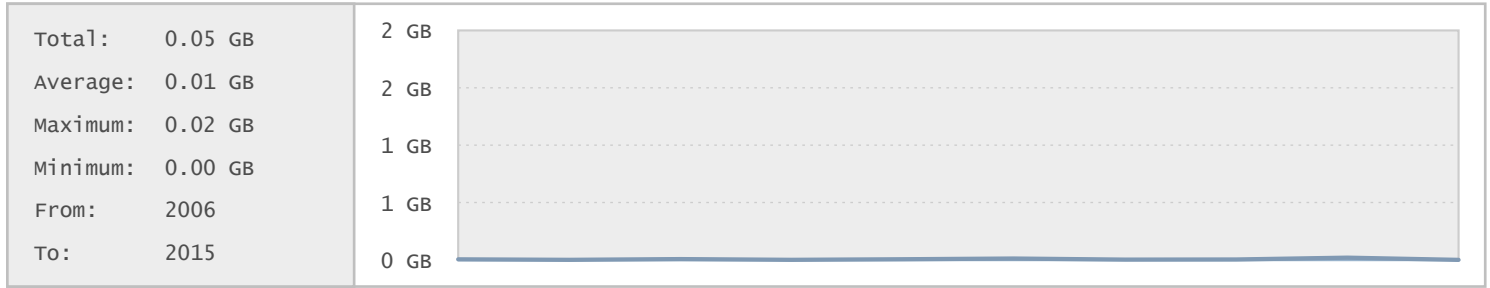 Total: 0.05 GB
Average: 0.01 GB
Maximum: 0.02 GB
Minimum: 0.00 GB
From: 2006
To: 2015
2 GB
2 GB
1 GB
1 GB
0 GB